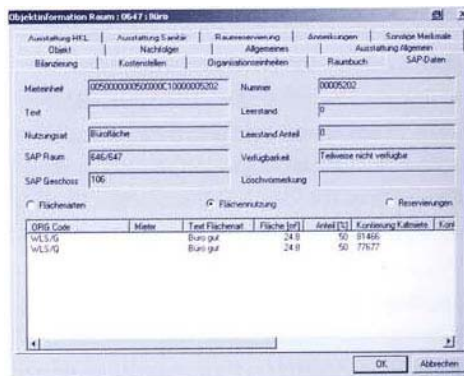 Objektinformation Raum : 0647 : Büro
Ausstattung HKL Ausstattung Sanitär Raumreservierung Anmerkungen Sonstige Merkmale
Objekt Nachfolger Allgemeines Ausstattung Allgemein
Bilanzierung Kostenstellen Organisationseinheiten Raumbuch SAP-Daten
Mieteinheit Nummer 00005202
Text Leerstand 0
Nutzungsart Bürofläche Leerstand Anteil 0
SAP Raum 646/647 Verfügbarkeit Teilweise nicht verfügbar
SAP Geschoss 106 Löschvormerkung
Flächenarten Flächennutzung Reservierungen
ORIG Code Mieter Text Flächenart Fläche [m²] Anteil [%] Kontierung Kaltmiete Kont
WLS/G Büro gut 24.8 50 81466
WLS/G Büro gut 24.8 50 77677
OK Abbrechen